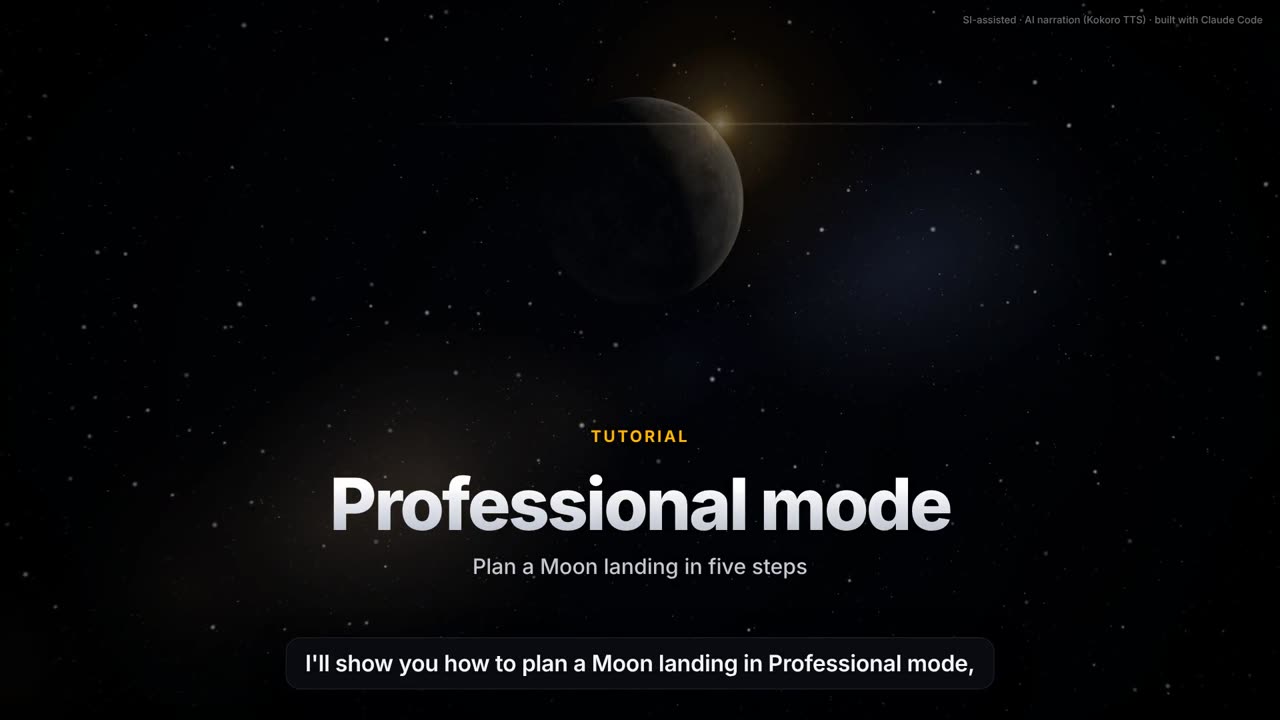 SI-assisted · AI narration (Kokoro TTS) · built with Claude Code
TUTORIAL
Professional mode
Plan a Moon landing in five steps
I'll show you how to plan a Moon landing in Professional mode,